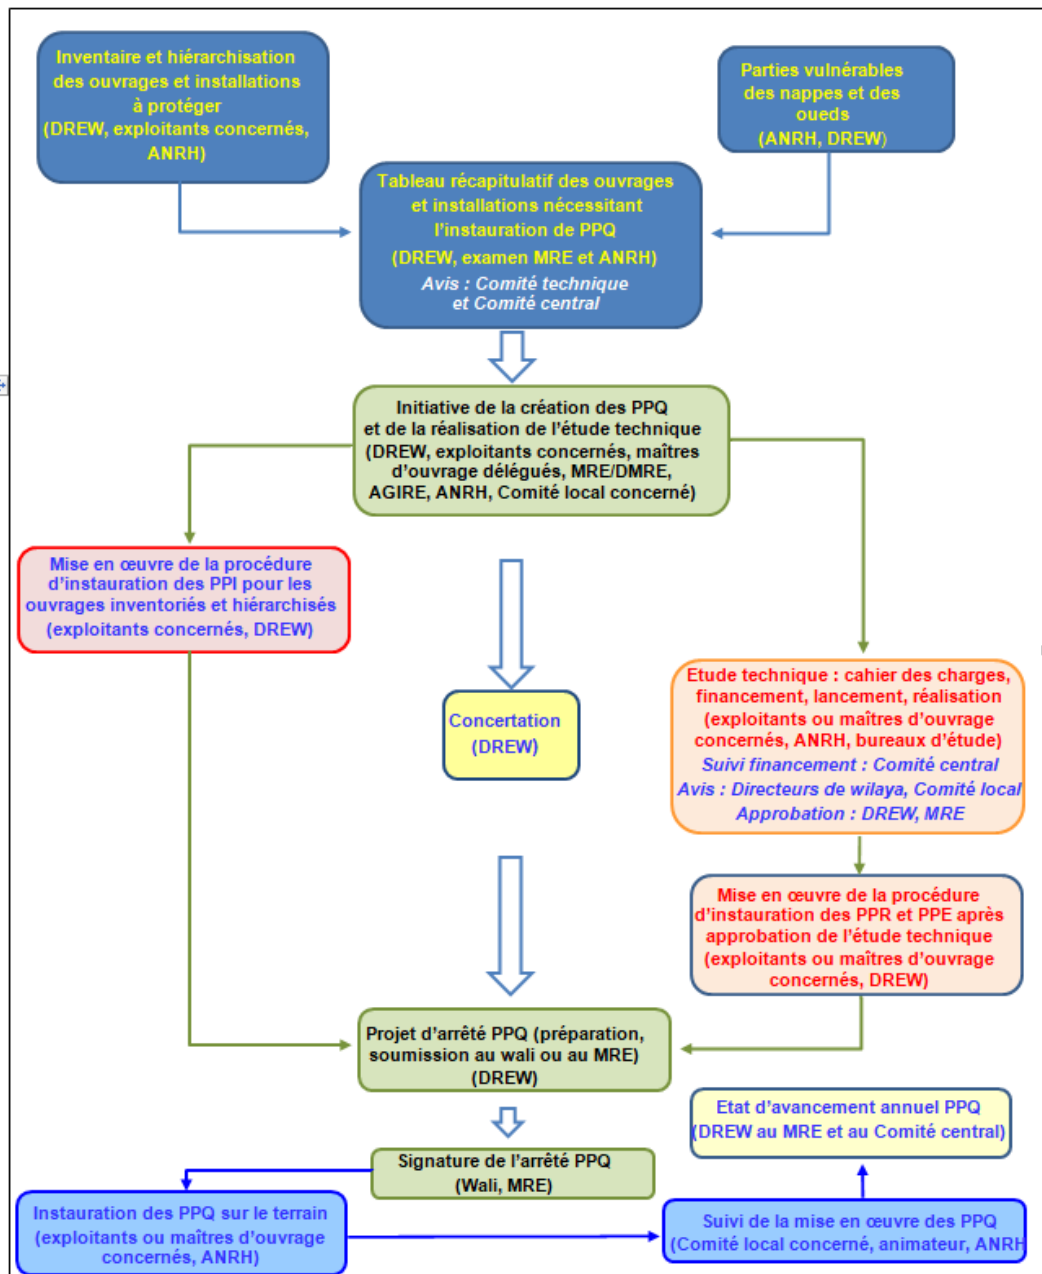 Inventaire et hiérarchisation
des ouvrages et installations
à protéger
(DREW, exploitants concernés,
ANRH)
Parties vulnérables
des nappes et des
oueds
(ANRH, DREW)
Tableau récapitulatif des ouvrages
et installations nécessitant
l'instauration de PPQ
(DREW, examen MRE et ANRH)
Avis : Comité technique
et Comité central
Initiative de la création des PPQ
et de la réalisation de l'étude technique
(DREW, exploitants concernés, maîtres
d'ouvrage délégués, MRE/DMRE,
AGIRE, ANRH, Comité local concerné)
Mise en œuvre de la procédure
d'instauration des PPI pour les
ouvrages inventoriés et hiérarchisés
(exploitants concernés, DREW)
Concertation
(DREW)
Etude technique : cahier des charges,
financement, lancement, réalisation
(exploitants ou maîtres d'ouvrage
concernés, ANRH, bureaux d'étude)
Suivi financement : Comité central
Avis : Directeurs de wilaya, Comité local
Approbation : DREW, MRE
Mise en œuvre de la procédure
d'instauration des PPR et PPE après
approbation de l'étude technique
(exploitants ou maîtres d'ouvrage
concernés, DREW)
Projet d'arrêté PPQ (préparation,
soumission au wali ou au MRE)
(DREW)
Etat d'avancement annuel PPQ
(DREW au MRE et au Comité central)
Signature de l'arrêté PPQ
(Wali, MRE)
Instauration des PPQ sur le terrain
(exploitants ou maîtres d'ouvrage
concernés, ANRH)
Suivi de la mise en œuvre des PPQ
(Comité local concerné, animateur, ANRH